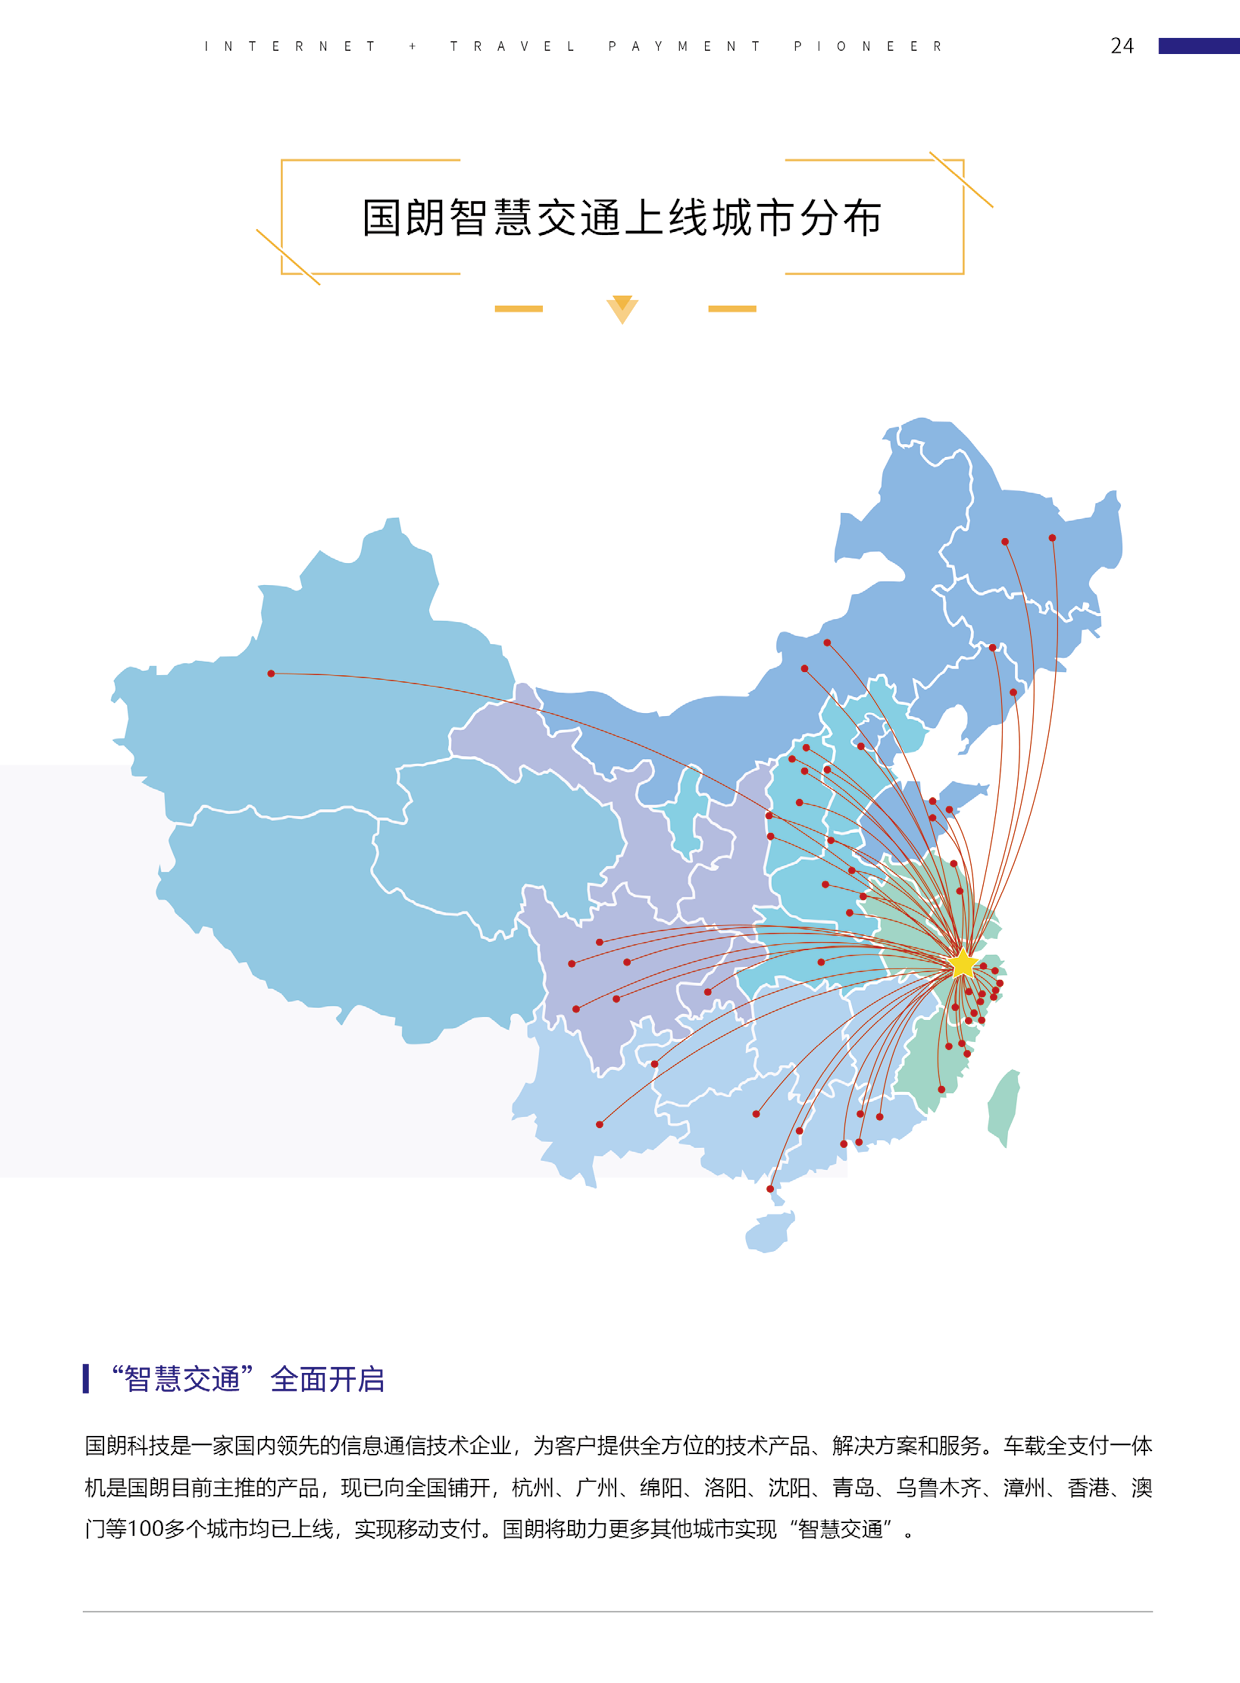 INTERNET + TRAVEL PAYMENT PIONEER
24
国朗智慧交通上线城市分布
“智慧交通”全面开启
国朗科技是一家国内领先的信息通信技术企业，为客户提供全方位的技术产品、解决方案和服务。车载全支付一体
机是国朗目前主推的产品，现已向全国铺开，杭州、广州、绵阳、洛阳、沈阳、青岛、乌鲁木齐、漳州、香港、澳
门等100多个城市均已上线，实现移动支付。国朗将助力更多其他城市实现“智慧交通”。